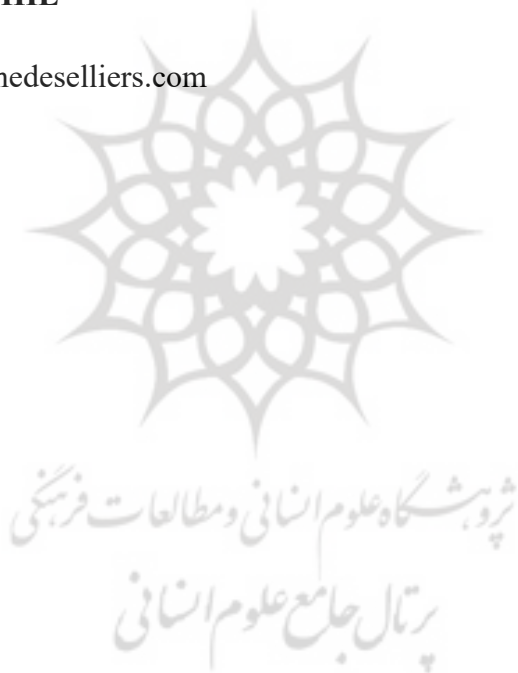 nedeselliers.com
پژوهشگاه علوم انسانی و مطالعات فرهنگی
پرتال جامع علوم انسانی